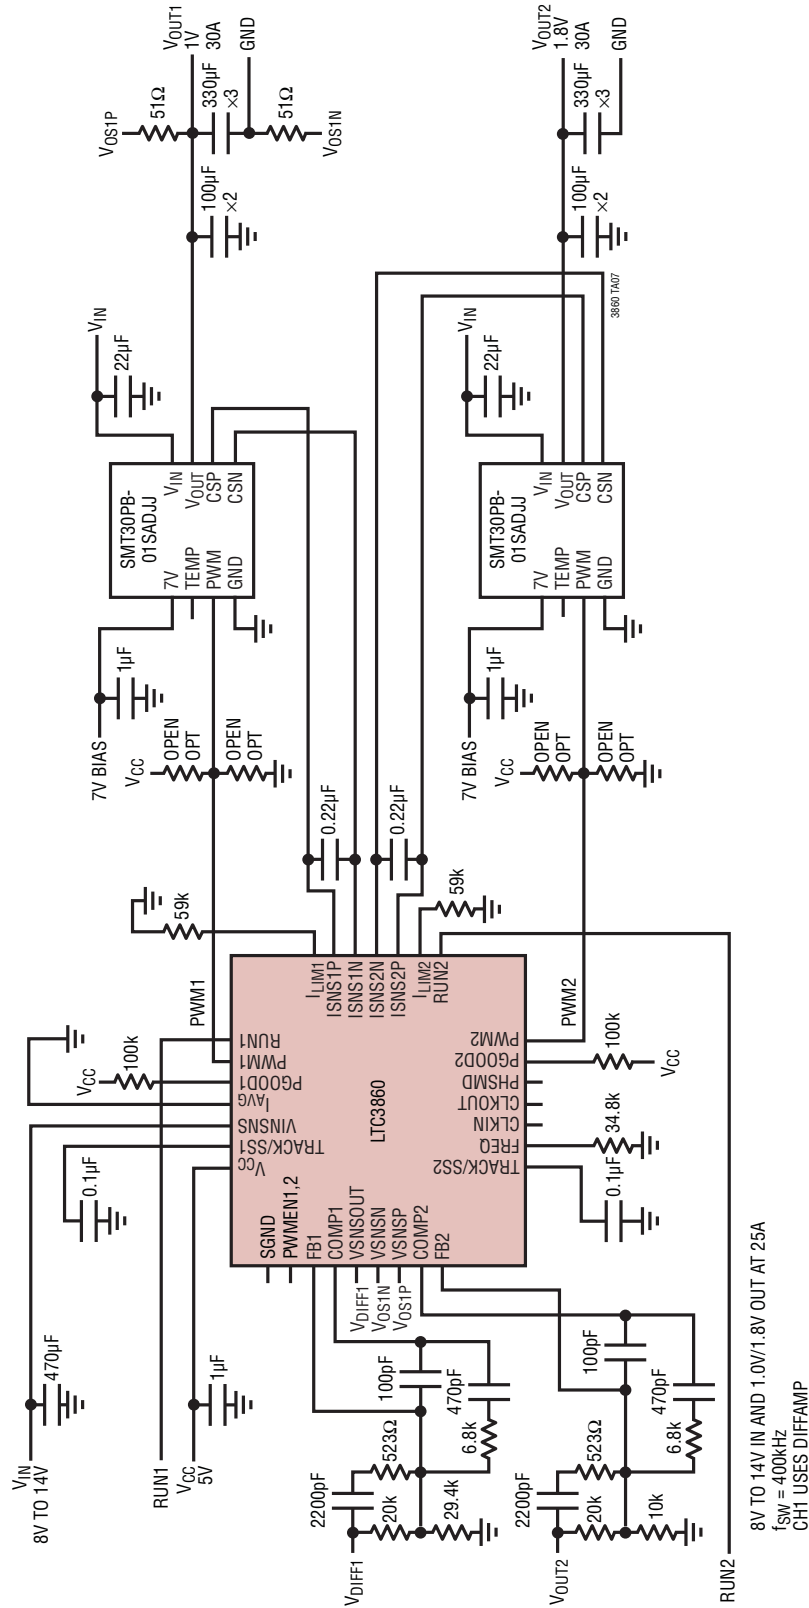 VIN
8V TO 14V
470µF
RUN1
VCC
5V
1µF
0.1µF
VCC
100k
PWM1
59k
VCC
TRACK/SS1
VINSNS
IAVG
PGOOD1
PWM1
RUN1
SGND
PWMEN1,2
FB1
COMP1
VSNSOUT
VSNSN
VSNSP
COMP2
FB2
VDIFF1
VOS1N
VOS1P
LTC3860
ILIM1
ISNS1P
ISNS1N
ISNS2N
ISNS2P
ILIM2
RUN2
TRACK/SS2
FREQ
CLKIN
CLKOUT
PHSMD
PGOOD2
PWM2
0.1µF
34.8k
100k
VCC
PWM2
59k
0.22µF
0.22µF
VDIFF1
2200pF
20k
523Ω
29.4k
6.8k
470pF
100pF
VOUT2
2200pF
20k
523Ω
10k
6.8k
470pF
100pF
RUN2
7V BIAS
1µF
VCC
OPEN
OPT
OPEN
OPT
SMT30PB-
01SADJJ
7V
TEMP
PWM
GND
VIN
VOUT
CSP
CSN
VIN
22µF
100µF
×2
VOS1P
51Ω
330µF
×3
51Ω
VOS1N
VOUT1
1V
30A
GND
7V BIAS
1µF
VCC
OPEN
OPT
OPEN
OPT
SMT30PB-
01SADJJ
7V
TEMP
PWM
GND
VIN
VOUT
CSP
CSN
VIN
22µF
100µF
×2
330µF
×3
VOUT2
1.8V
30A
GND
3860 TA07
8V TO 14V IN AND 1.0V/1.8V OUT AT 25A
fSW = 400kHz
CH1 USES DIFFAMP